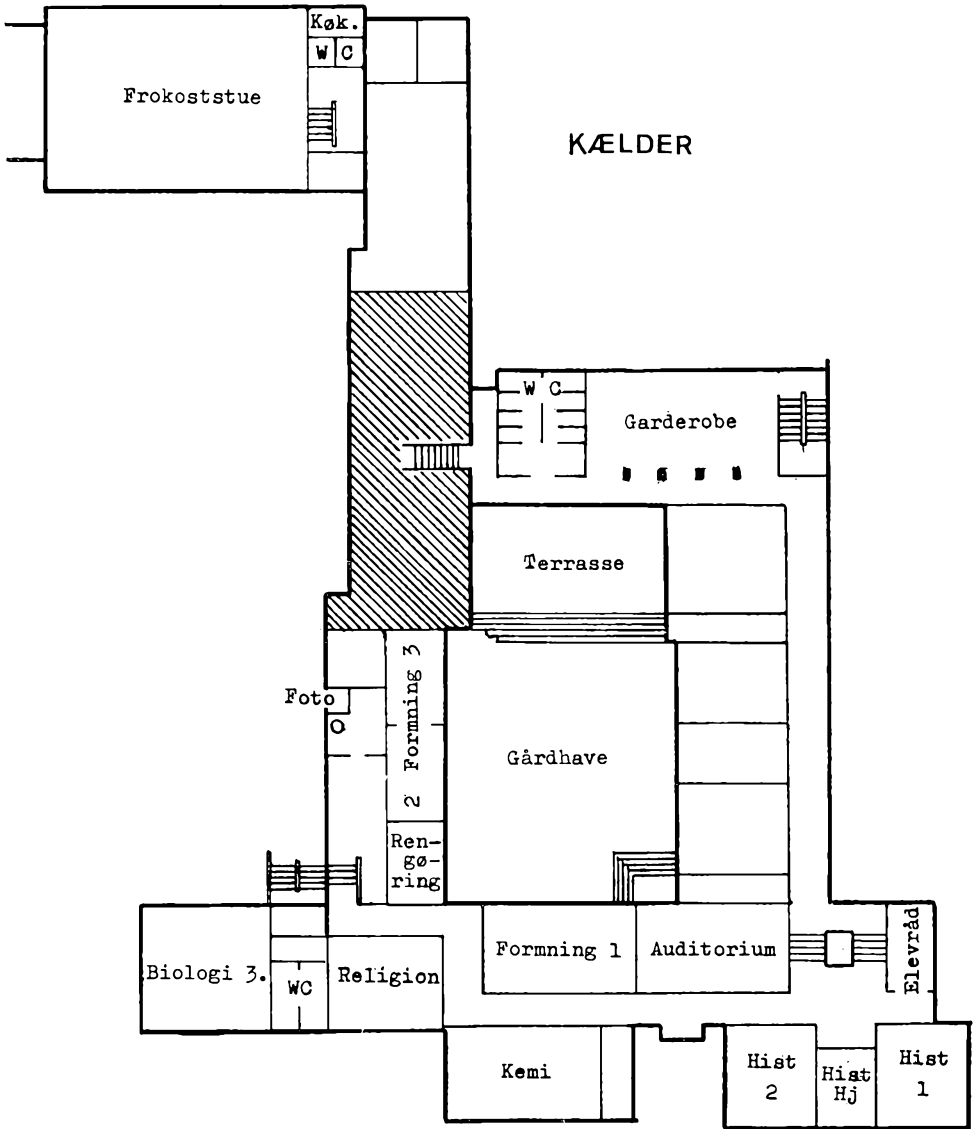 Køk.
W C
Frokoststue
KÆLDER
W C
Garderobe
Terrasse
Foto
2 Formning 3
Gårdhave
Ren-
gø-
ring
Biologi 3.
WC
Religion
Formning 1
Auditorium
Elevråd
Kemi
Hist
2
Hist
Hj
Hist
1